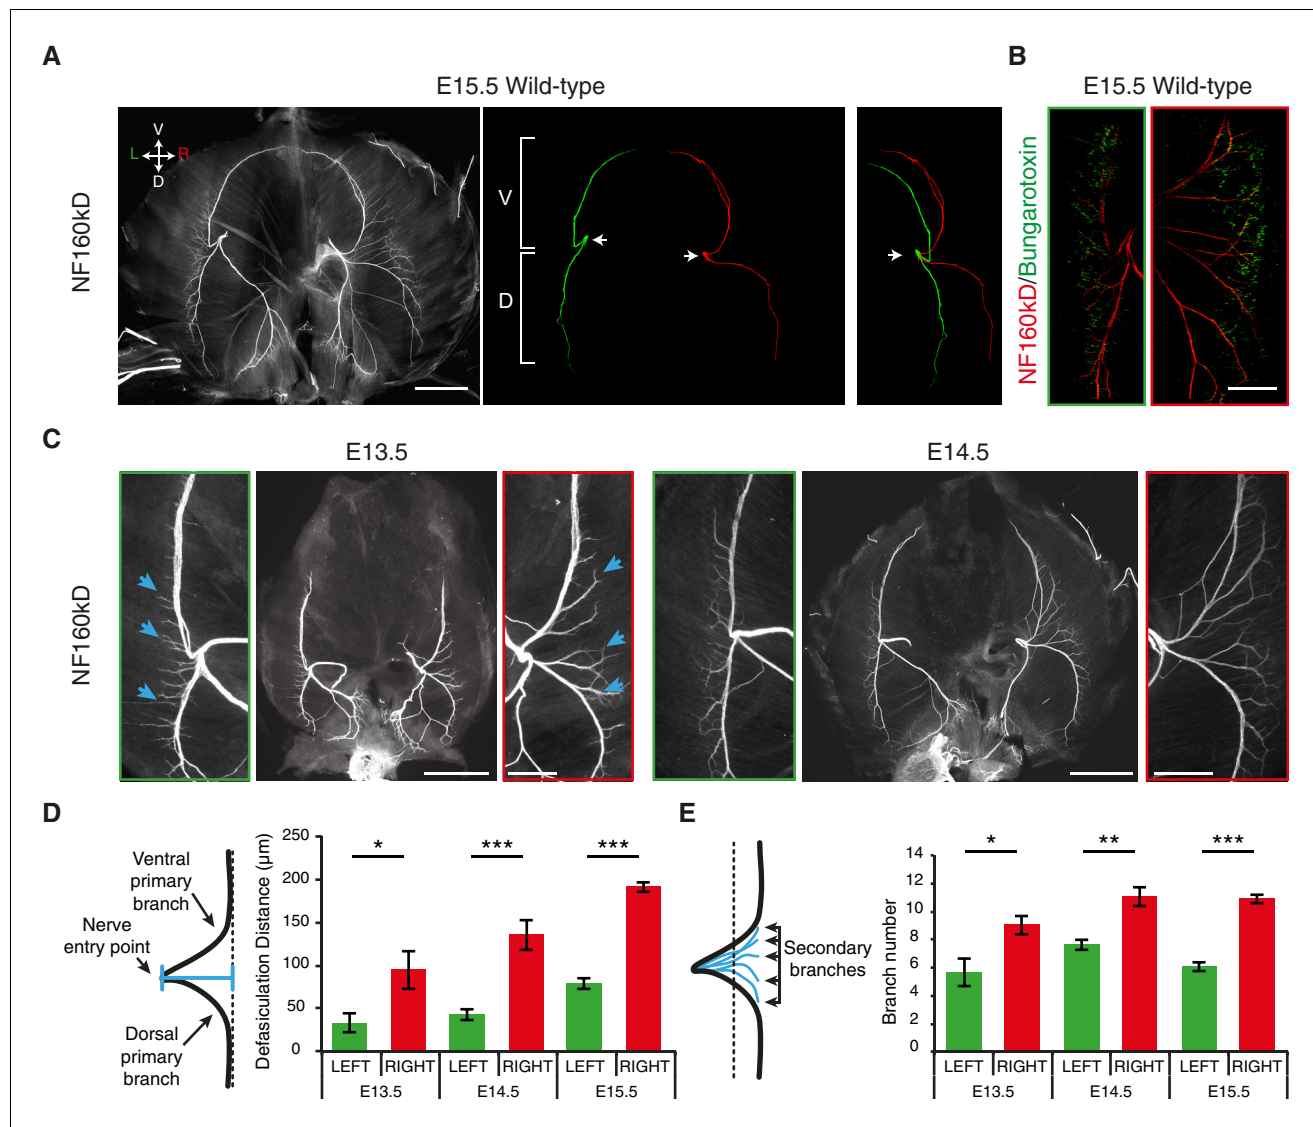 A
E15.5 Wild-type
NF160kD
V
L R
D
V
D
B
E15.5 Wild-type
NF160kD/Bungarotoxin
C
E13.5
E14.5
NF160kD
D
Ventral
primary
branch
Nerve
entry point
Dorsal
primary
branch
Defasiculation Distance (µm)
250
200
150
100
50
0
* *** ***
LEFT RIGHT LEFT RIGHT LEFT RIGHT
E13.5 E14.5 E15.5
E
Secondary
branches
Branch number
14
12
10
8
6
4
2
0
* ** ***
LEFT RIGHT LEFT RIGHT LEFT RIGHT
E13.5 E14.5 E15.5